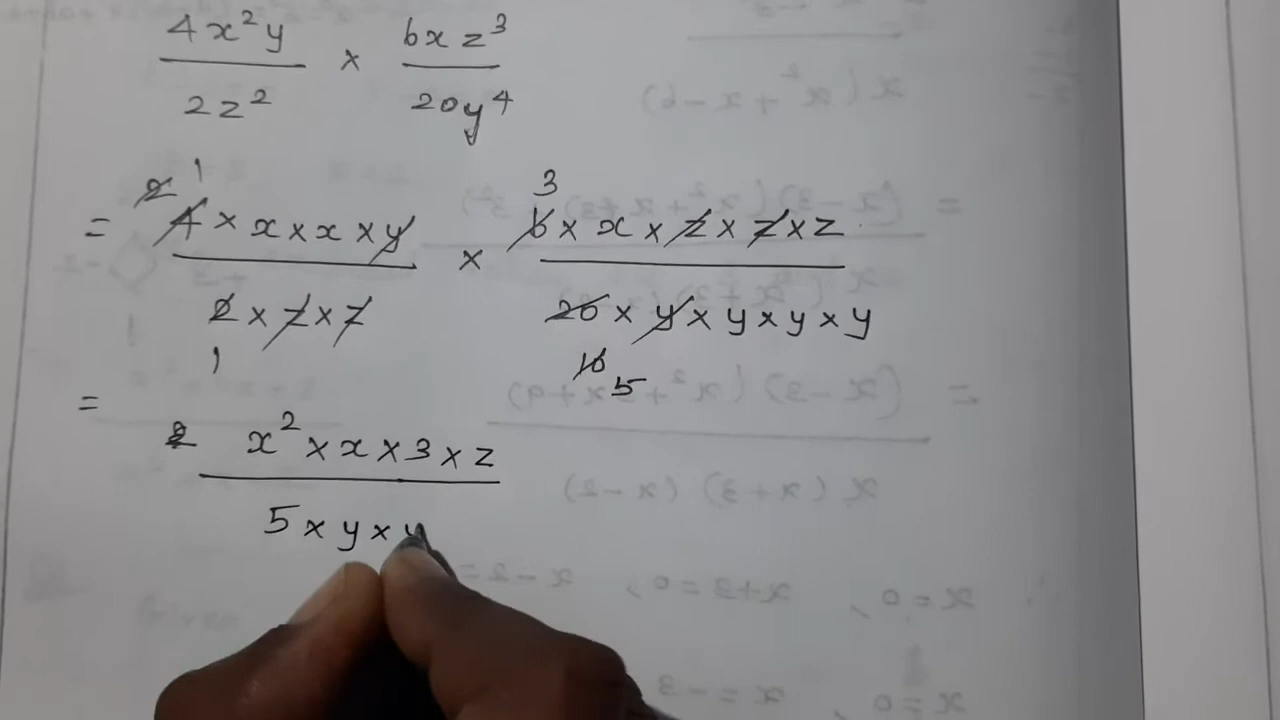 4x²y / 2z² × 6xz³ / 20y⁴
2 1 3
= 4 × x × x × y / 2 × z × z × 6 × x × z × z × z / 20 × y × y × y × y
1 10 5
= 2 x² × x × 3 × z / 5 × y × y